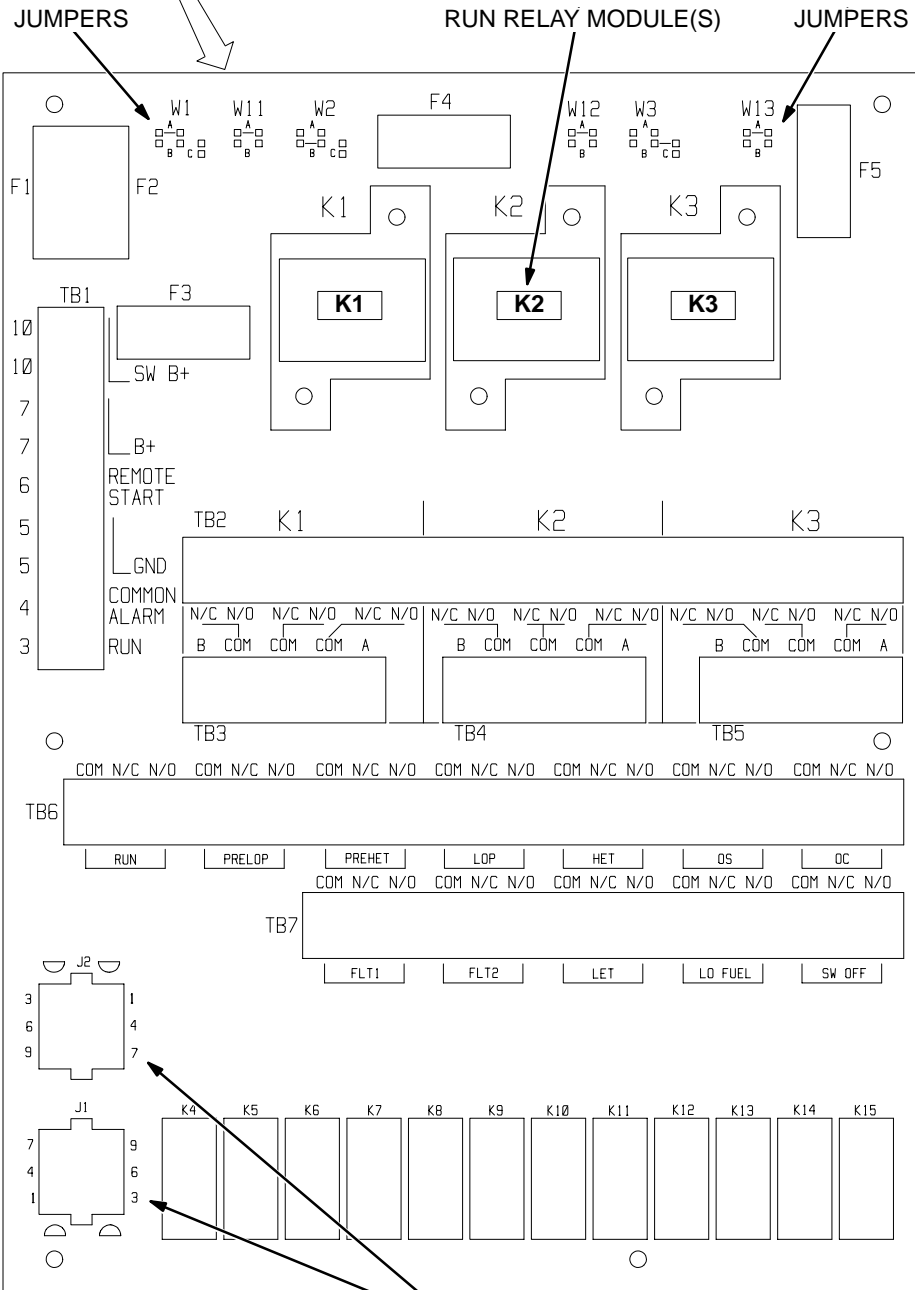 JUMPERS RUN RELAY MODULE(S) JUMPERS
W1 W11 W2 F4 W12 W3 W13
A A A A A A
B C B B C B B C B
F1 F2 F5
K1 K2 K3
K1 K2 K3
TB1 F3
10
10 SW B+
7
7 B+
6 REMOTE START
5
5 GND
4 COMMON ALARM
3 RUN
TB2 K1 K2 K3
N/C N/O N/C N/O N/C N/O N/C N/O N/C N/O N/C N/O N/C N/O N/C N/O N/C N/O
B COM COM COM A B COM COM COM A B COM COM COM A
TB3 TB4 TB5
COM N/C N/O COM N/C N/O COM N/C N/O COM N/C N/O COM N/C N/O COM N/C N/O COM N/C N/O
TB6
RUN PRELOP PREHET LOP HET OS OC
COM N/C N/O COM N/C N/O COM N/C N/O COM N/C N/O COM N/C N/O
TB7
FLT1 FLT2 LET LO FUEL SW OFF
J2
3 1
6 4
9 7
J1 K4 K5 K6 K7 K8 K9 K10 K11 K12 K13 K14 K15
7 9
4 6
1 3